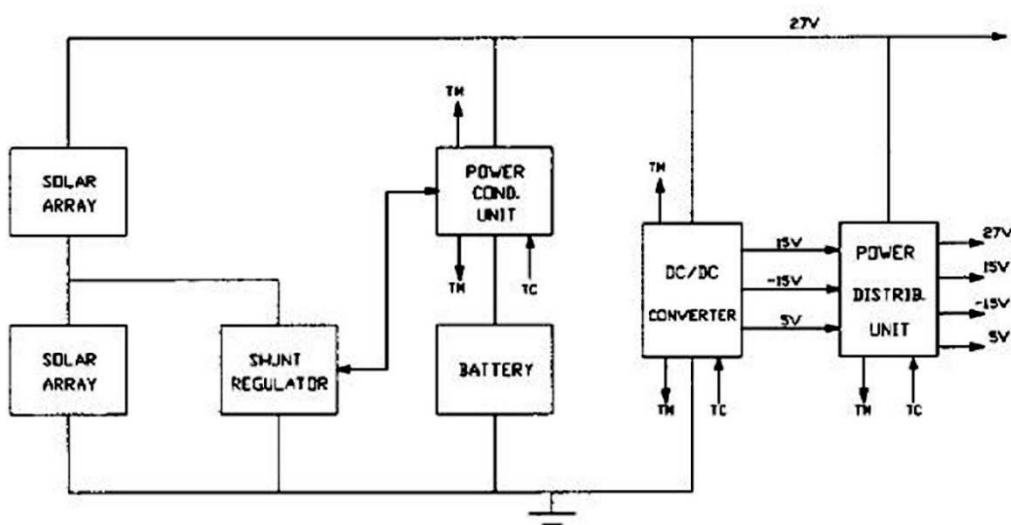 27V
TM
SOLAR
ARRAY
POWER
COND.
UNIT
TM
TM
TC
SOLAR
ARRAY
SHUNT
REGULATOR
BATTERY
DC/DC
CONVERTER
15V
-15V
5V
POWER
DISTRIB.
UNIT
27V
15V
-15V
5V
TM
TC
TM
TC